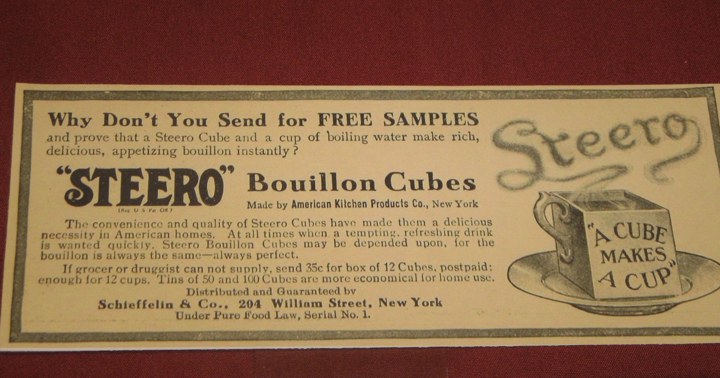 Why Don't You Send for FREE SAMPLES
and prove that a Steero Cube and a cup of boiling water make rich,
delicious, appetizing bouillon instantly?
"STEERO" Bouillon Cubes
(Reg. U. S. Pat. Off.)
Made by American Kitchen Products Co., New York
The convenience and quality of Steero Cubes have made them a delicious
necessity in American homes. At all times when a tempting, refreshing drink
is wanted quickly. Steero Bouillon Cubes may be depended upon, for the
bouillon is always the same—always perfect.
If grocer or druggist can not supply, send 35c for box of 12 Cubes, postpaid;
enough for 12 cups. Tins of 50 and 100 Cubes are more economical for home use.
Distributed and Guaranteed by
Schieffelin & Co., 204 William Street, New York
Under Pure Food Law, Serial No. 1.
Steero
"A CUBE
MAKES
A CUP"